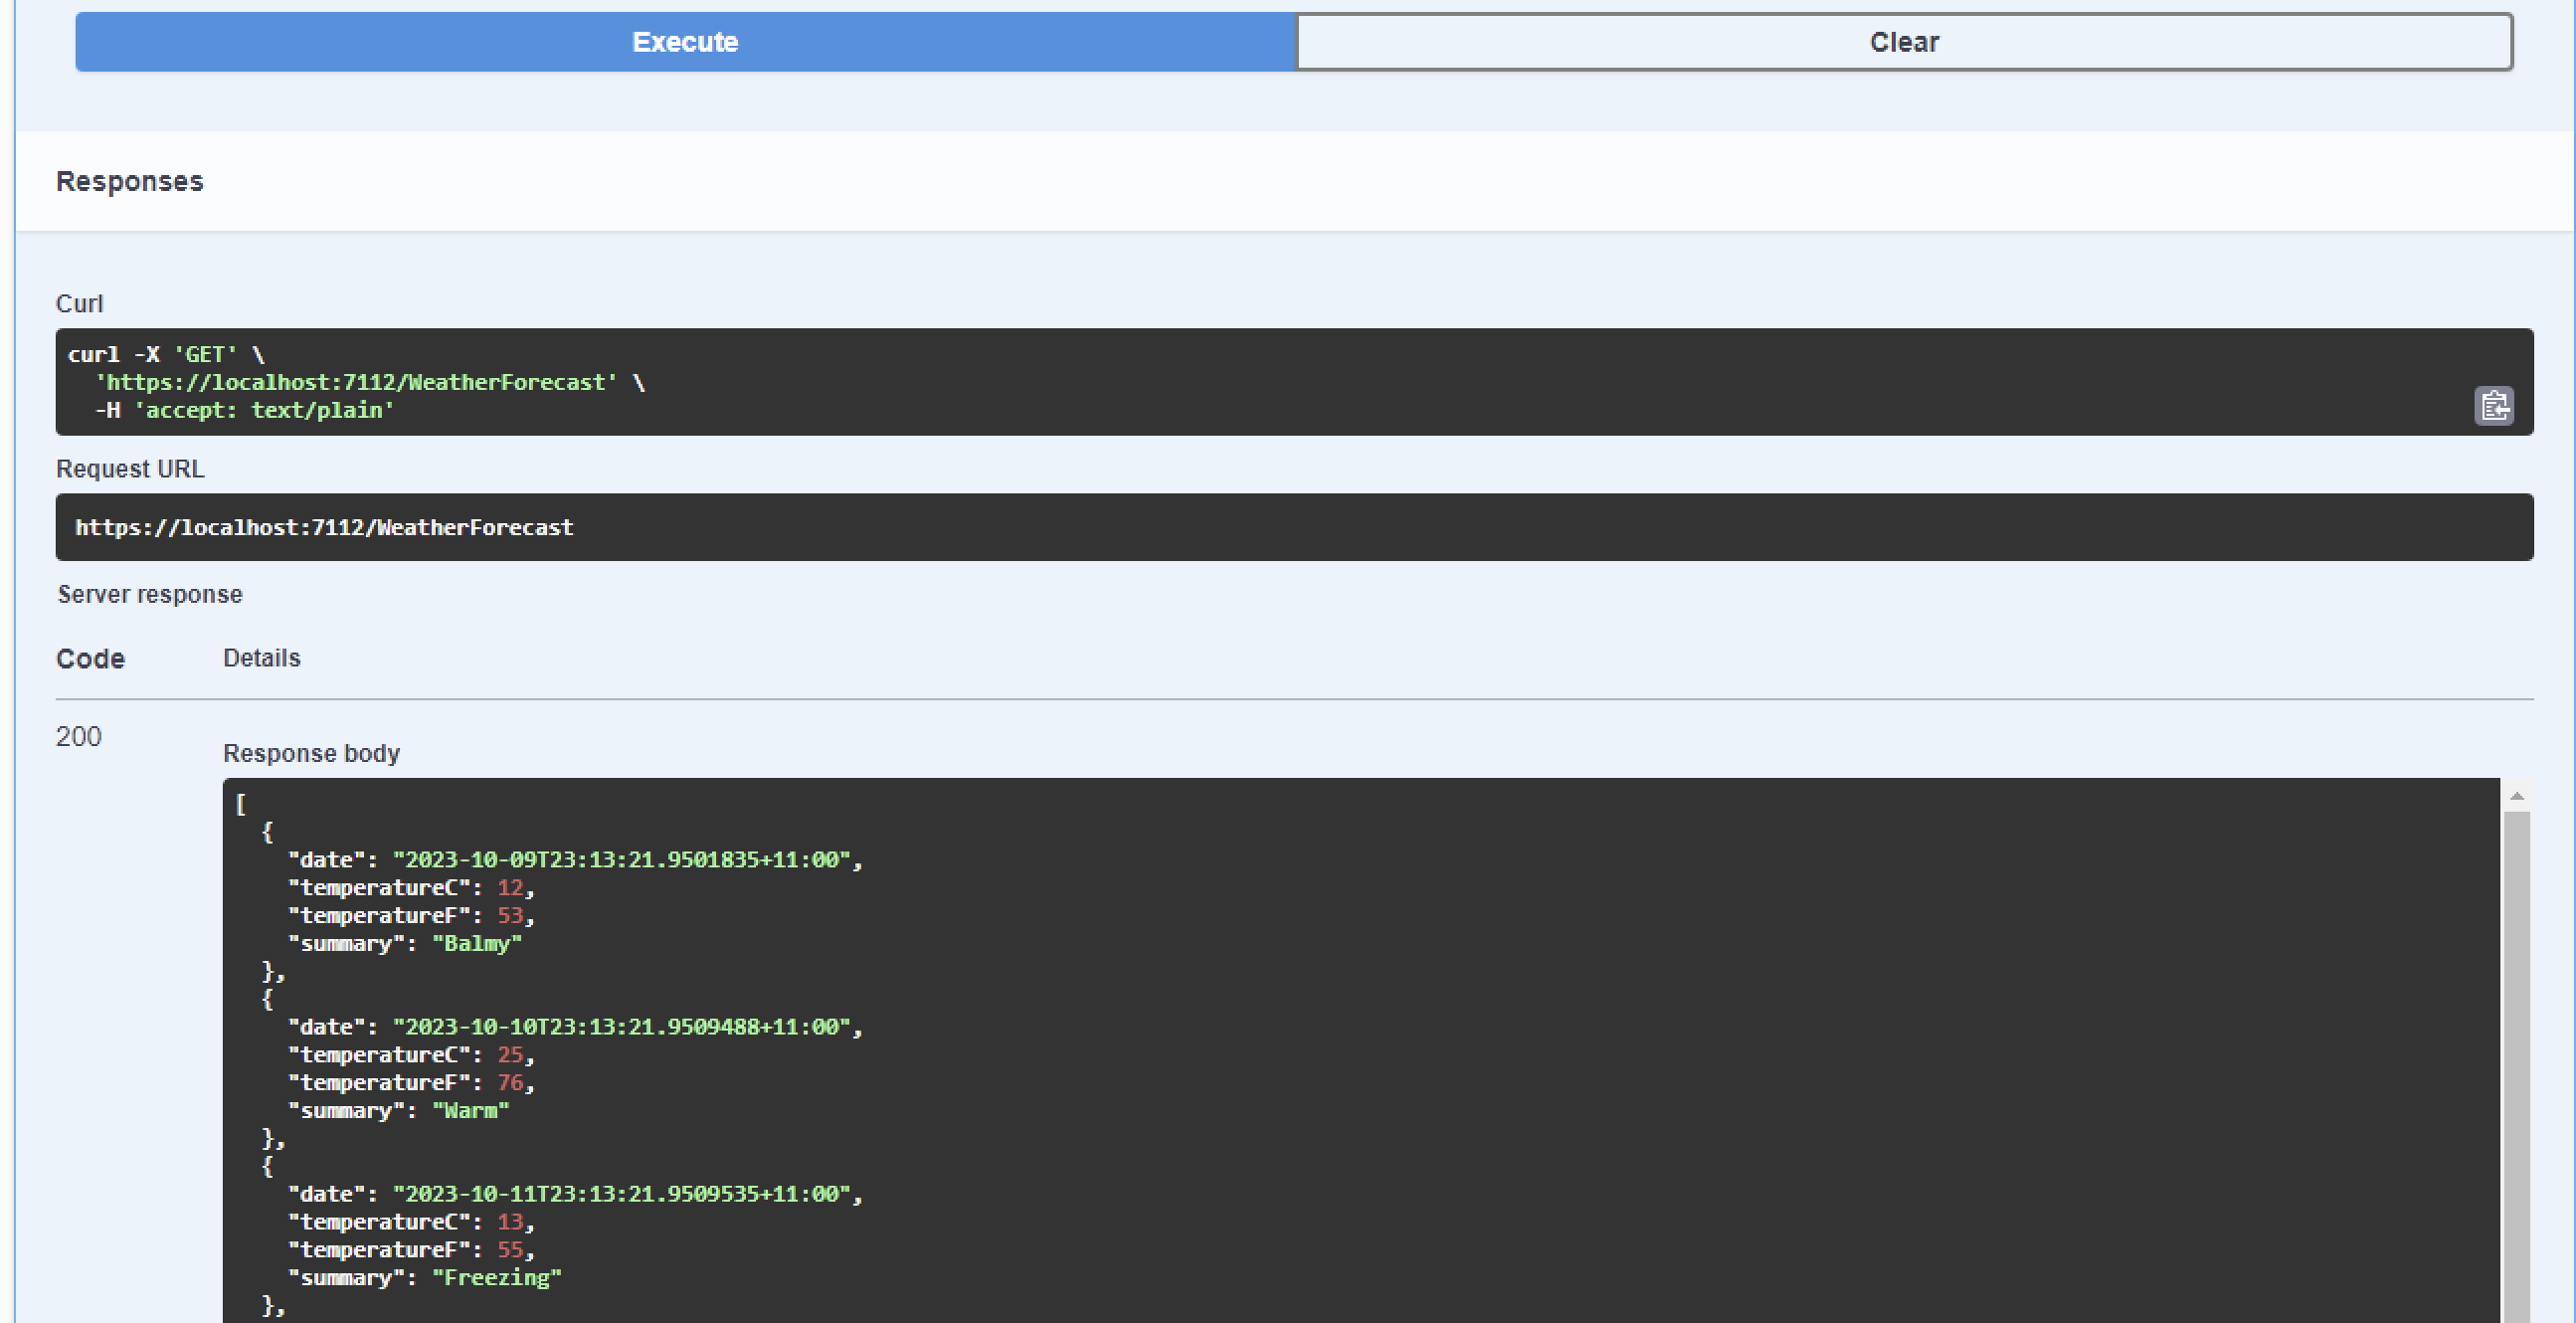 Execute
Clear
Responses
Curl
curl -X 'GET' \
  'https://localhost:7112/WeatherForecast' \
  -H 'accept: text/plain'
Request URL
https://localhost:7112/WeatherForecast
Server response
Code Details
200
Response body
[
  {
    "date": "2023-10-09T23:13:21.9501835+11:00",
    "temperatureC": 12,
    "temperatureF": 53,
    "summary": "Balmy"
  },
  {
    "date": "2023-10-10T23:13:21.9509488+11:00",
    "temperatureC": 25,
    "temperatureF": 76,
    "summary": "Warm"
  },
  {
    "date": "2023-10-11T23:13:21.9509535+11:00",
    "temperatureC": 13,
    "temperatureF": 55,
    "summary": "Freezing"
  },